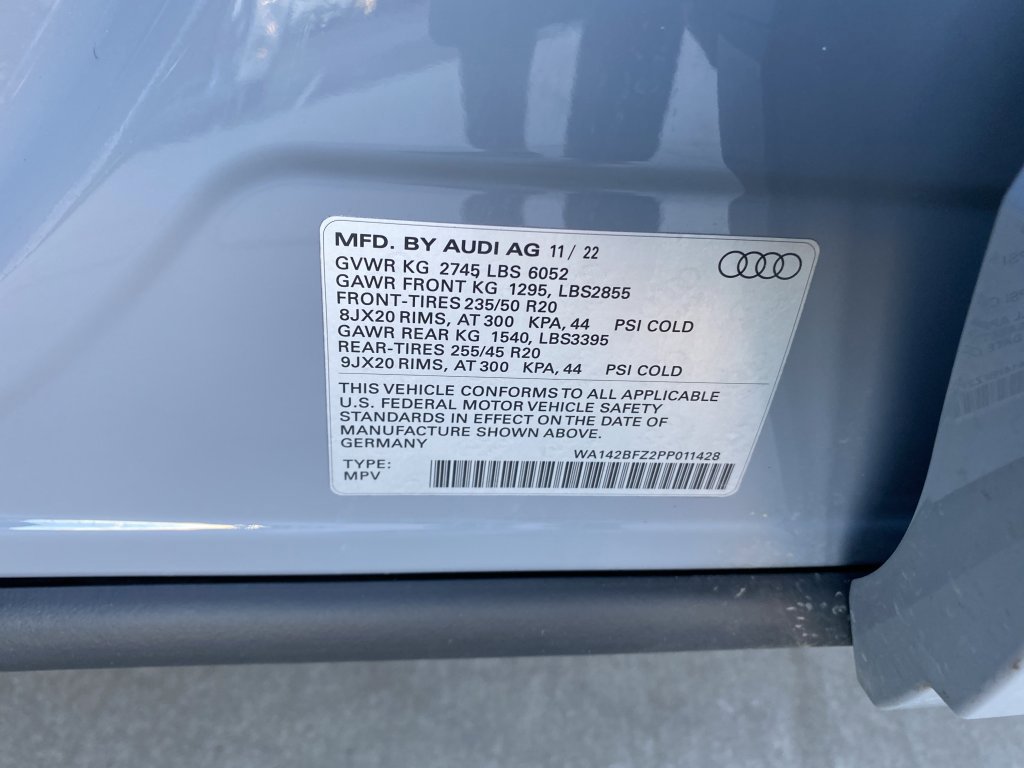 MFD. BY AUDI AG 11/ 22
GVWR KG 2745, LBS 6052
GAWR FRONT KG 1295, LBS2855
FRONT-TIRES 235/50 R20
8JX20 RIMS, AT 300 KPA, 44 PSI COLD
GAWR REAR KG 1540, LBS3395
REAR-TIRES 255/45 R20
9JX20 RIMS, AT 300 KPA, 44 PSI COLD
THIS VEHICLE CONFORMS TO ALL APPLICABLE
U.S. FEDERAL MOTOR VEHICLE SAFETY
STANDARDS IN EFFECT ON THE DATE OF
MANUFACTURE SHOWN ABOVE.
GERMANY
WA142BFZ2PP011428
TYPE:
MPV